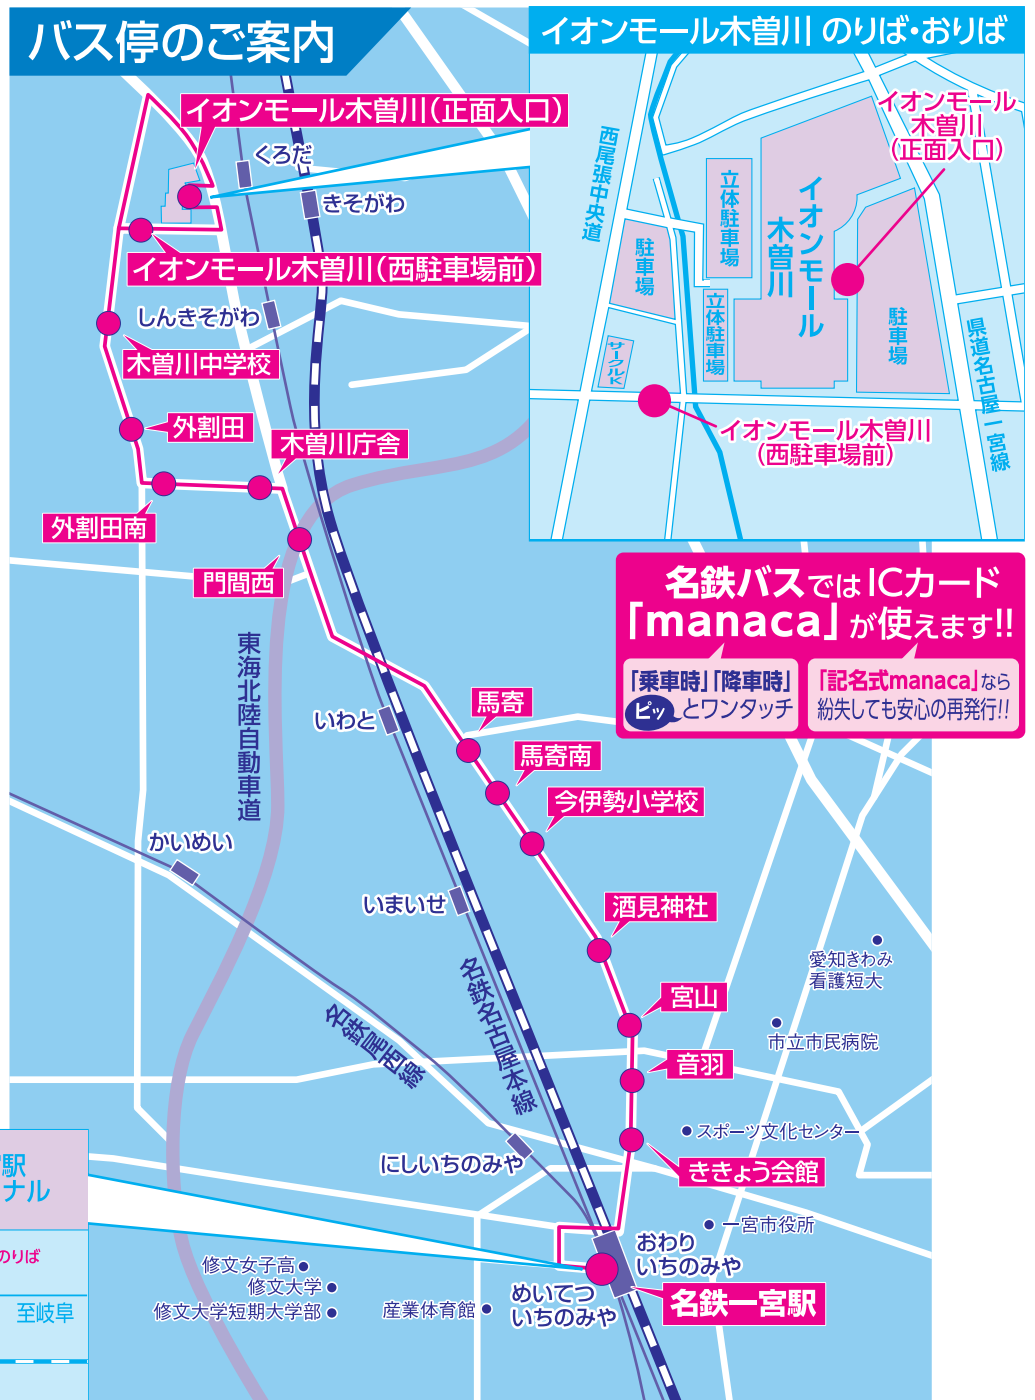 バス停のご案内
イオンモール木曽川（正面入口）
くろだ
きそがわ
イオンモール木曽川（西駐車場前）
しんきそがわ
木曽川中学校
外割田
木曽川庁舎
外割田南
門間西
東海北陸自動車道
いわと
馬寄
馬寄南
今伊勢小学校
かいめい
いまいせ
酒見神社
名鉄名古屋本線
名鉄尾西線
宮山
音羽
愛知きわみ
看護短大
市立市民病院
スポーツ文化センター
にしいちのみや
ききょう会館
一宮市役所
おわり
いちのみや
めいてつ
いちのみや
名鉄一宮駅
修文女子高
修文大学
修文大学短期大学部
産業体育館
駅
ナル
のりば
至岐阜
イオンモール木曽川 のりば・おりば
西尾張中央道
イオンモール
木曽川
（正面入口）
立体駐車場
イオンモール
木曽川
駐車場
立体駐車場
駐車場
サークルK
県道名古屋一宮線
イオンモール木曽川
（西駐車場前）
名鉄バスではICカード
「manaca」が使えます!!
「乗車時」「降車時」
ピッとワンタッチ
「記名式manaca」なら
紛失しても安心の再発行!!